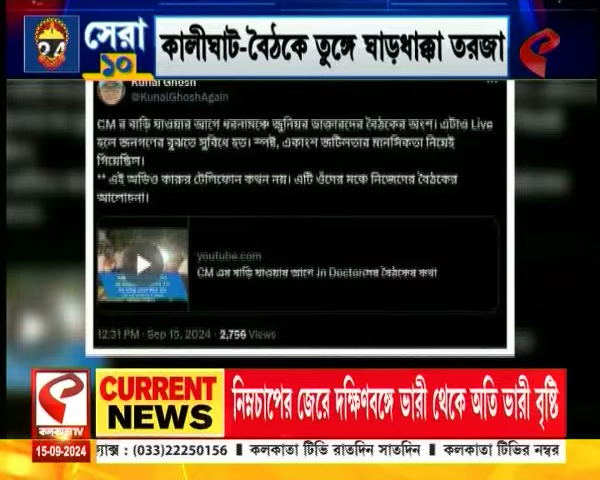 24
সেরা
১০
কালীঘাট-বৈঠকে তুঙ্গে ঘাড়ধাক্কা তরজা
Kunal Ghosh
@KunalGhoshAgain
CM র বাড়ি যাওয়ার আগে ধরনামঞ্চে জুনিয়র ডাক্তারদের বৈঠকের অংশ। এটাও Live
হলে জনগণের বুঝতে সুবিধে হত। স্পষ্ট, একাংশ জটিলতার মানসিকতা নিয়েই
গিয়েছিল।
** এই অডিও কারুর টেলিফোন কথন নয়। এটি ওঁদের মঞ্চে নিজেদের বৈঠকের
আলোচনা।
youtube.com
CM এর বাড়ি যাওয়ার আগে Jn Doctorদের বৈঠকের কথা
12:31 PM · Sep 15, 2024 · 2,756 Views
কলকাতা TV
CURRENT
NEWS
নিম্নচাপের জেরে দক্ষিণবঙ্গে ভারী থেকে অতি ভারী বৃষ্টি
15-09-2024
্যাক্স : (033)22250156 ॥ কলকাতা টিভি রাতদিন সাতদিন ॥ কলকাতা টিভির নম্বর